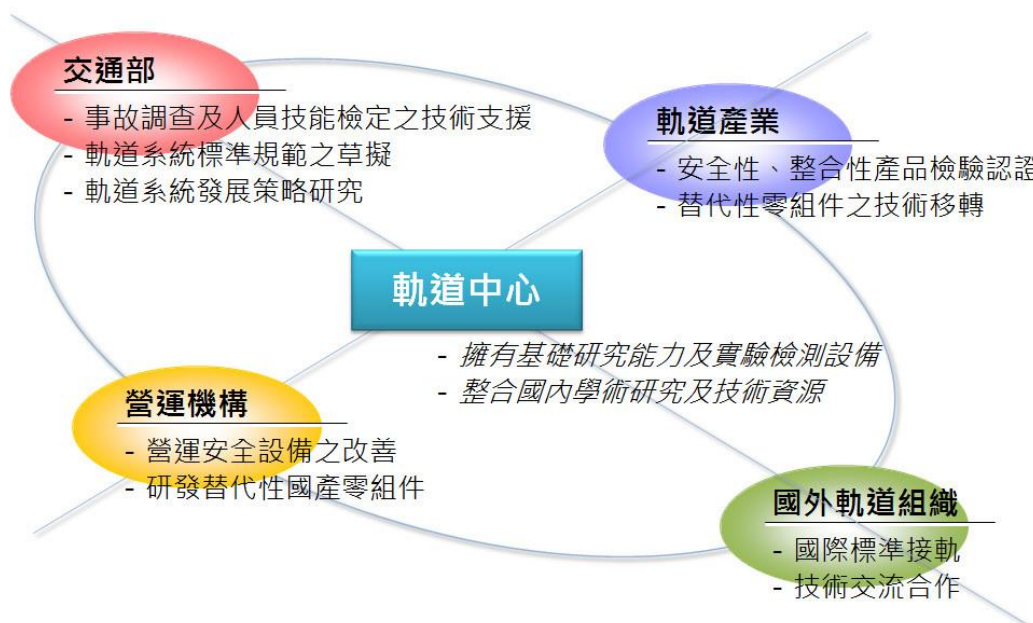 交通部
- 事故調查及人員技能檢定之技術支援
- 軌道系統標準規範之草擬
- 軌道系統發展策略研究
軌道產業
- 安全性、整合性產品檢驗認證
- 替代性零組件之技術移轉
軌道中心
- 擁有基礎研究能力及實驗檢測設備
- 整合國內學術研究及技術資源
營運機構
- 營運安全設備之改善
- 研發替代性國產零組件
國外軌道組織
- 國際標準接軌
- 技術交流合作